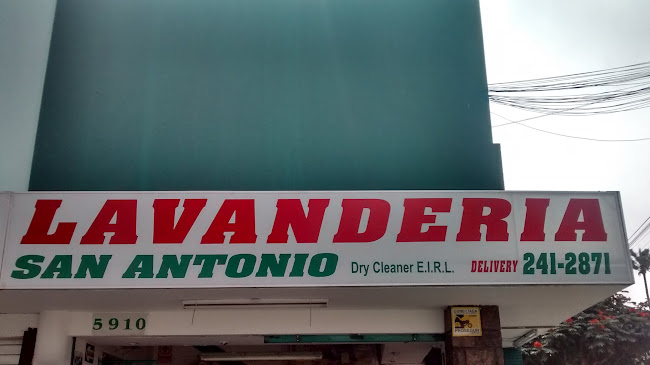 LAVANDERIA
SAN ANTONIO Dry Cleaner E.I.R.L. DELIVERY 241-2871
5910